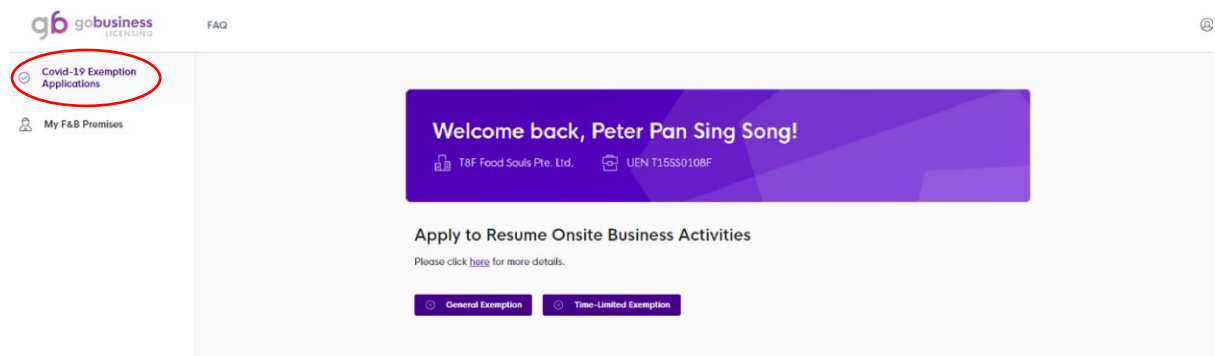 gb gobusiness
LICENSING
FAQ
Covid-19 Exemption
Applications
My F&B Premises
Welcome back, Peter Pan Sing Song!
T8F Food Souls Pte. Ltd. UEN T15SS0108F
Apply to Resume Onsite Business Activities
Please click here for more details.
General Exemption Time-Limited Exemption